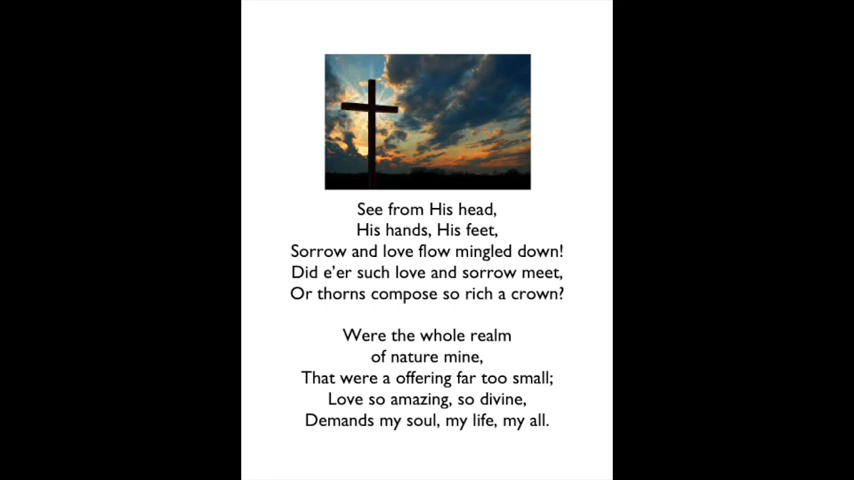 See from His head,
His hands, His feet,
Sorrow and love flow mingled down!
Did e'er such love and sorrow meet,
Or thorns compose so rich a crown?
Were the whole realm
of nature mine,
That were a offering far too small;
Love so amazing, so divine,
Demands my soul, my life, my all.